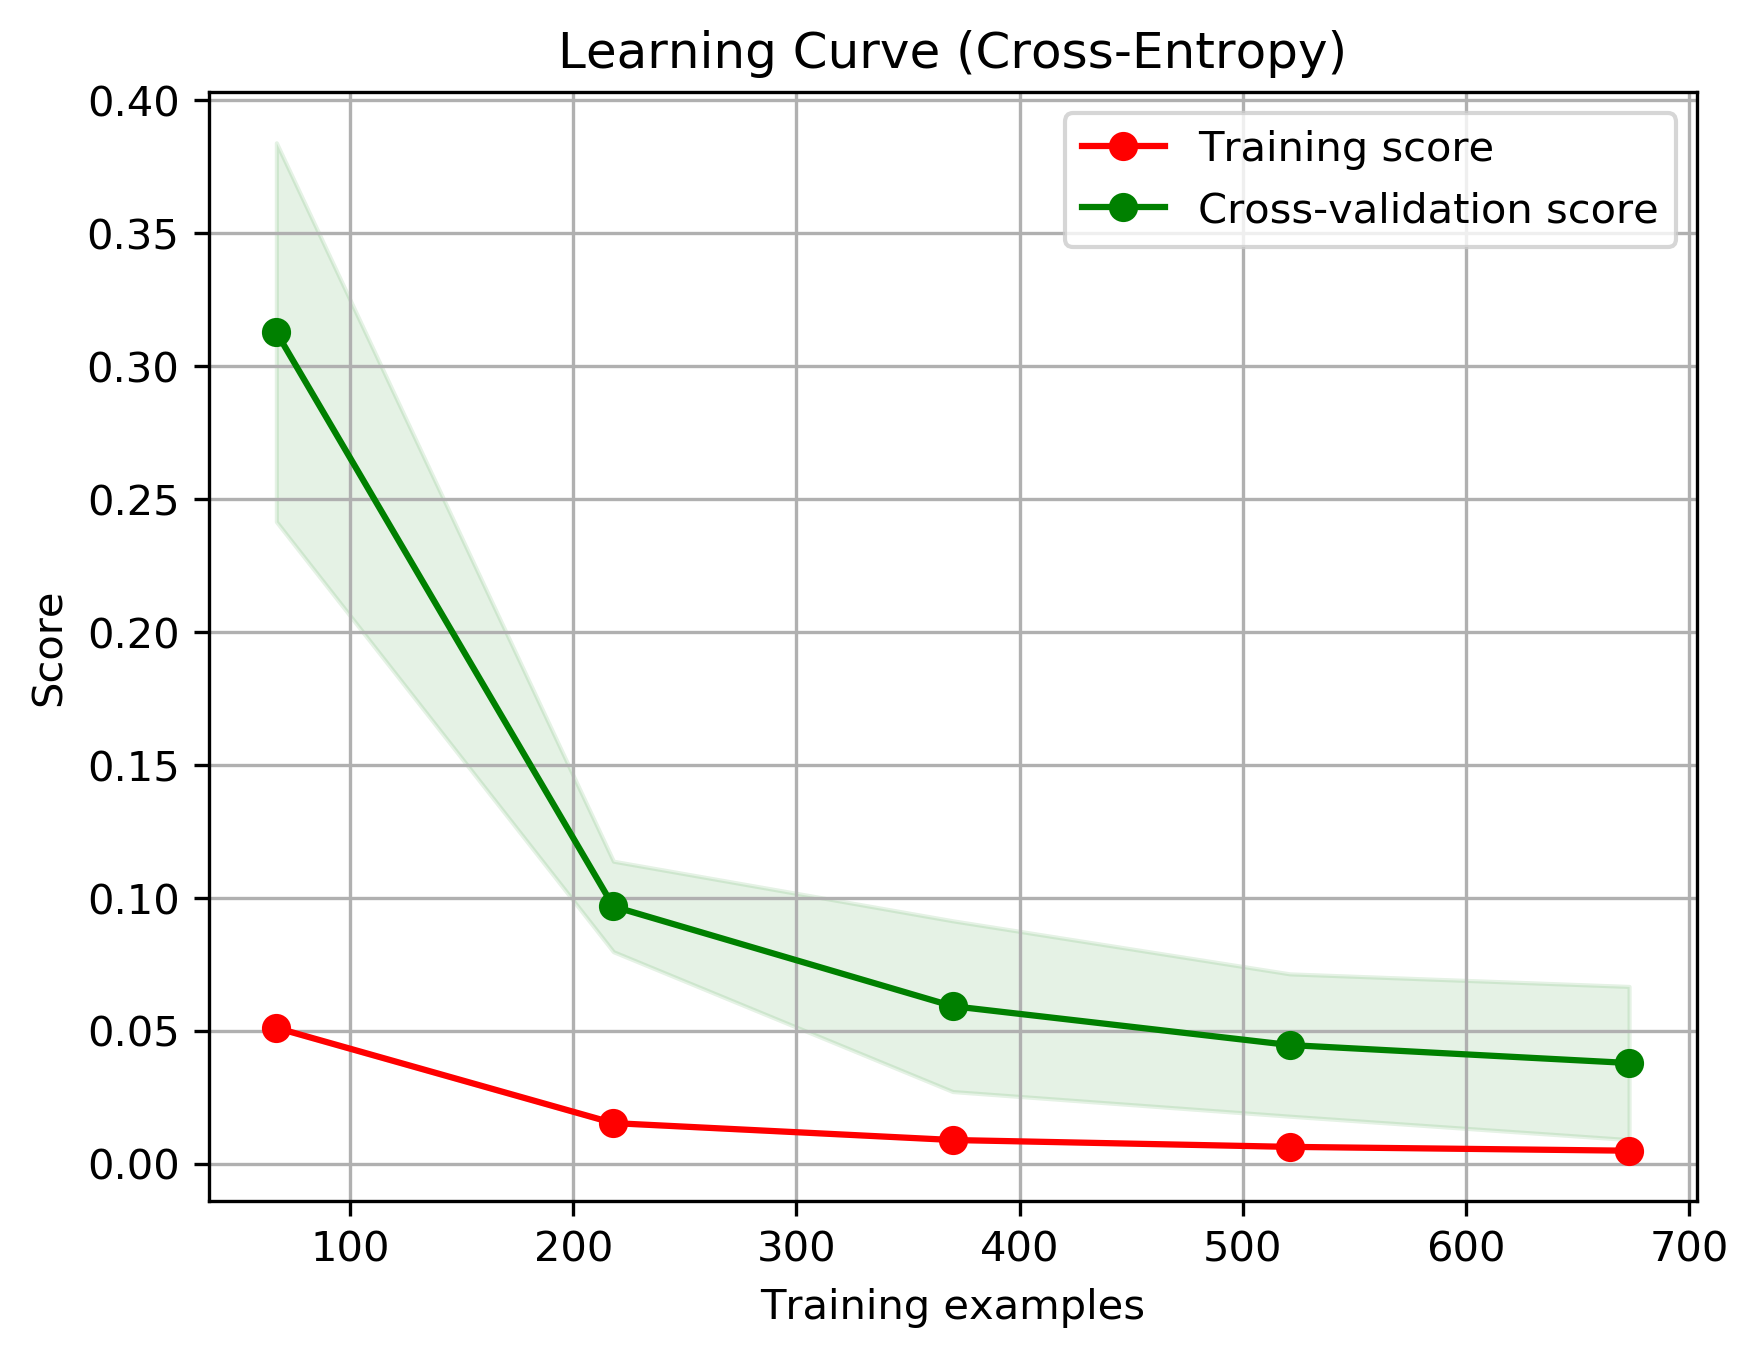 Learning Curve (Cross-Entropy)
Training score
Cross-validation score
0.40
0.35
0.30
0.25
0.20
0.15
0.10
0.05
0.00
Score
100 200 300 400 500 600 700
Training examples